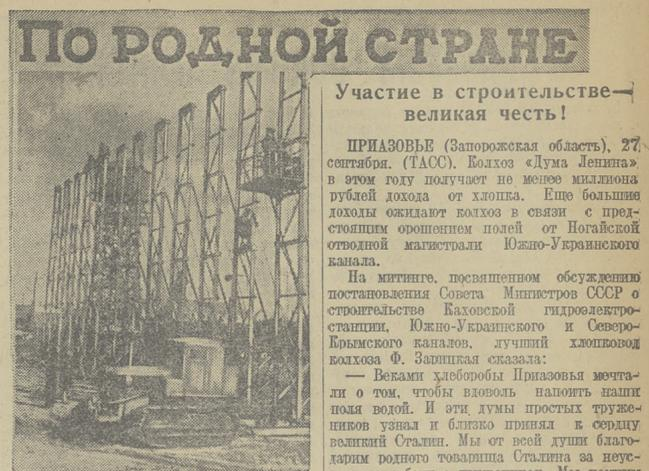 ПО РОДНОЙ СТРАНЕ
Участие в строительстве—
великая честь!
ПРИАЗОВЬЕ (Запорожская область), 27
сентября. (ТАСС). Колхоз «Дума Ленина»
в этом году получает не менее миллиона
рублей дохода от хлопка. Еще большие
доходы ожидают колхоз в связи с пред-
стоящим орошением полей от Ногайской
отводной магистрали Южно-Украинского
канала.
На митинге, посвященном обсуждению
постановления Совета Министров СССР о
строительстве Каховской гидроэлектро-
станции, Южно-Украинского и Северо-
Крымского каналов, лучший хлопковод
колхоза Ф. Зарицкая сказала:
— Веками хлеборобы Приазовья мечта-
ли о том, чтобы вдоволь напоить наши
поля водой. И эти думы простых труже-
ников узнал и близко принял к сердцу
великий Сталин. Мы от всей души благо-
дарим родного товарища Сталина за неус-